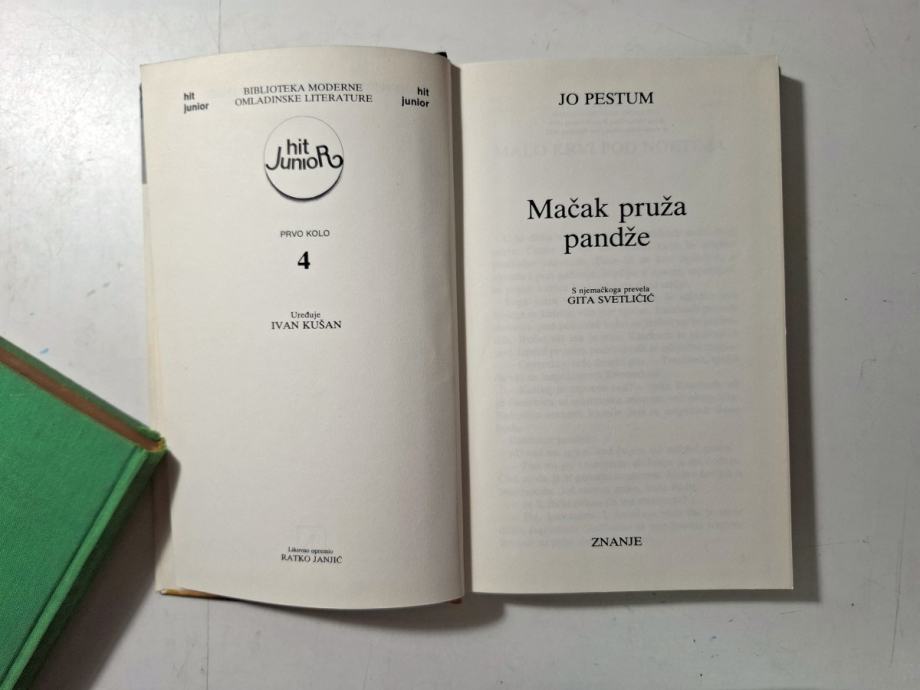 hit
junior
BIBLIOTEKA MODERNE
OMLADINSKE LITERATURE
hit
junior
hit
JunioR
PRVO KOLO
4
Uređuje
IVAN KUŠAN
Likovno opremio
RATKO JANJIĆ
JO PESTUM
Mačak pruža
pandže
S njemačkoga prevela
GITA SVETLIČIĆ
ZNANJE